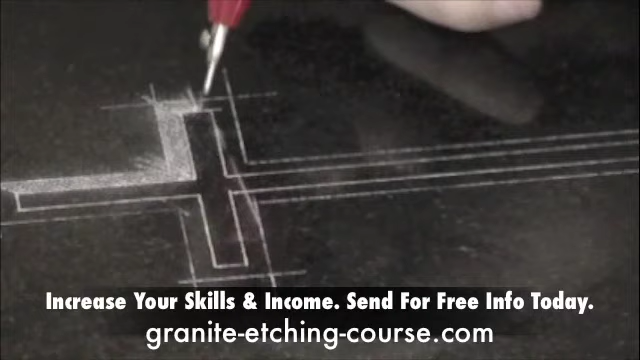 Increase Your Skills & Income. Send For Free Info Today.
granite-etching-course.com